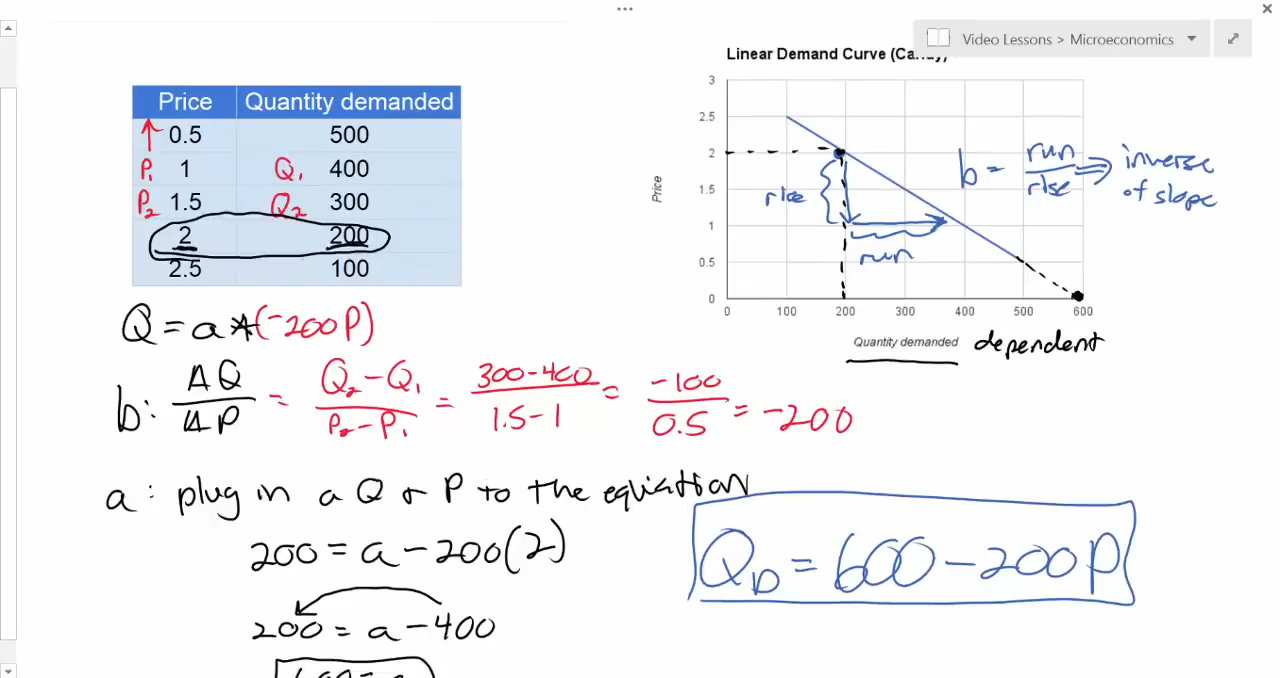 Video Lessons > Microeconomics
Linear Demand Curve (Candy)
Price Quantity demanded
0.5 500
P₁ 1 Q₁ 400
P₂ 1.5 Q₂ 300
2 200
2.5 100
3
2.5
2
1.5
1
0.5
0
Price
0 100 200 300 400 500 600
Quantity demanded dependent
rise
run
b = run/rise ⇒ inverse
of slope
Q = a + (-200P)
b: ΔQ/ΔP = Q₂-Q₁/P₂-P₁ = 300-400/1.5-1 = -100/0.5 = -200
a: plug in a Q + P to the equation
200 = a - 200(2)
200 = a - 400
600 = a
Q_D = 600 - 200P